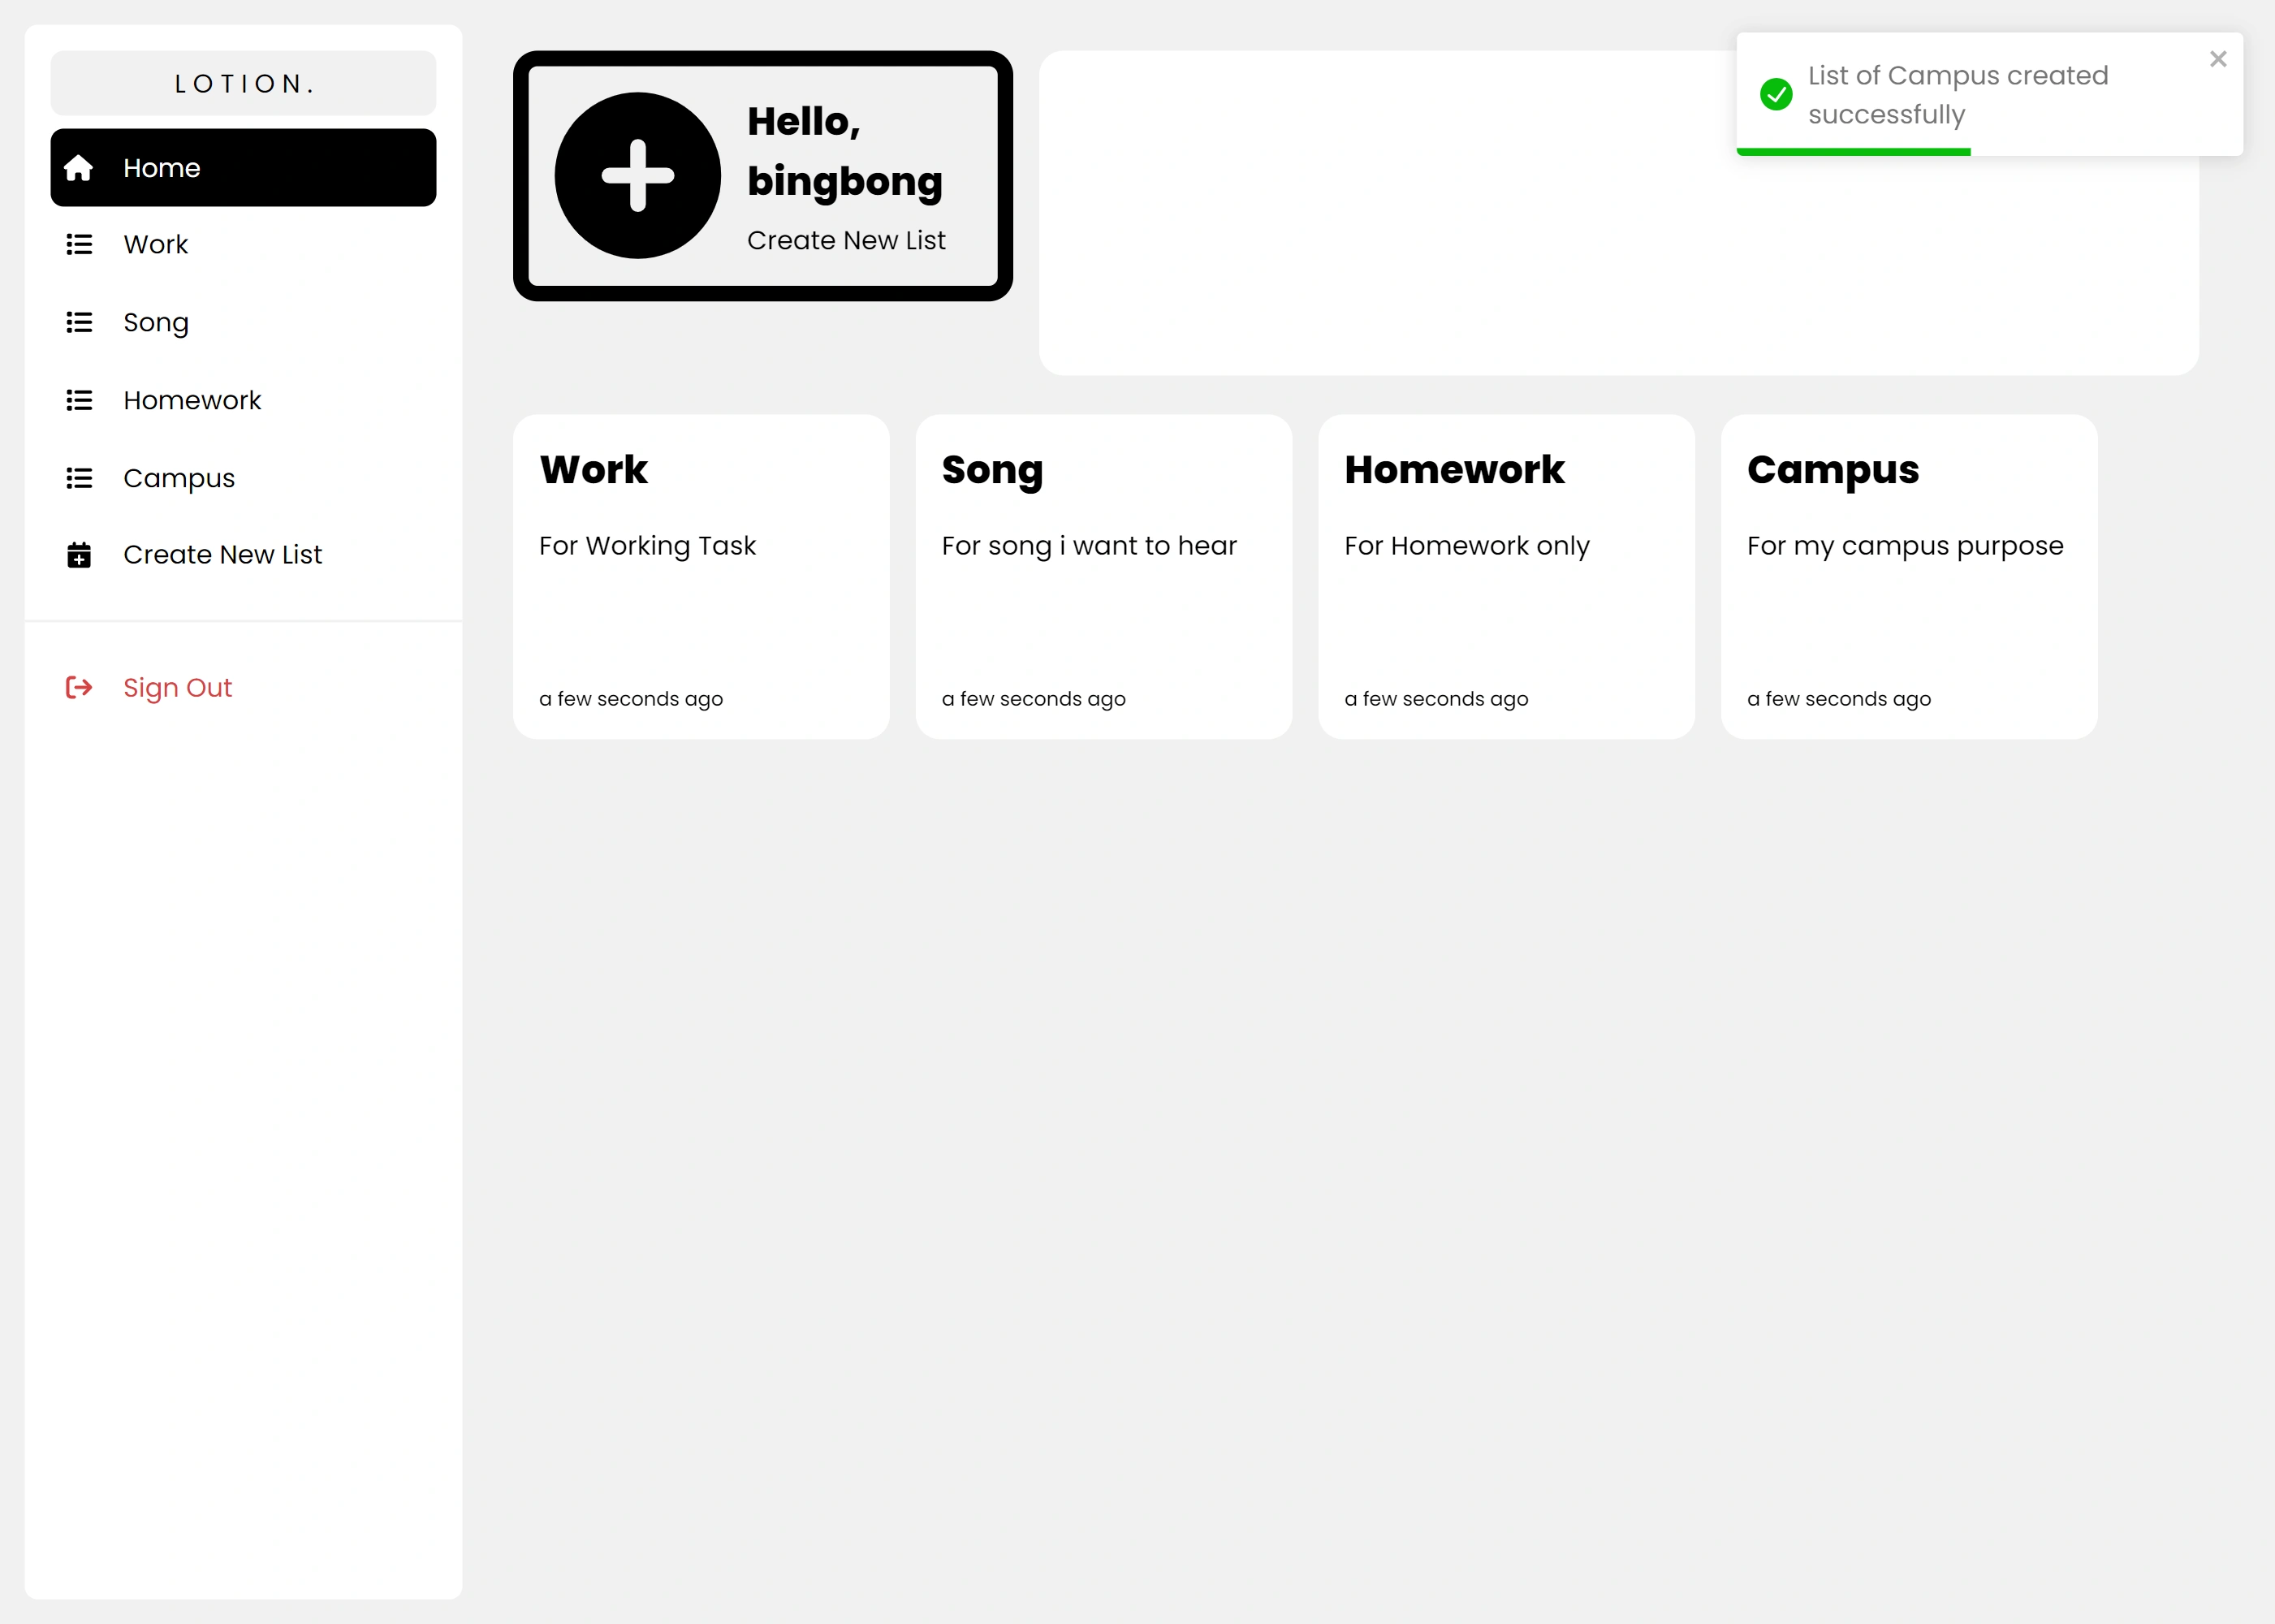 LOTION.
Home
Work
Song
Homework
Campus
Create New List
Sign Out
Hello,
bingbong
Create New List
List of Campus created
successfully
Work
For Working Task
a few seconds ago
Song
For song i want to hear
a few seconds ago
Homework
For Homework only
a few seconds ago
Campus
For my campus purpose
a few seconds ago